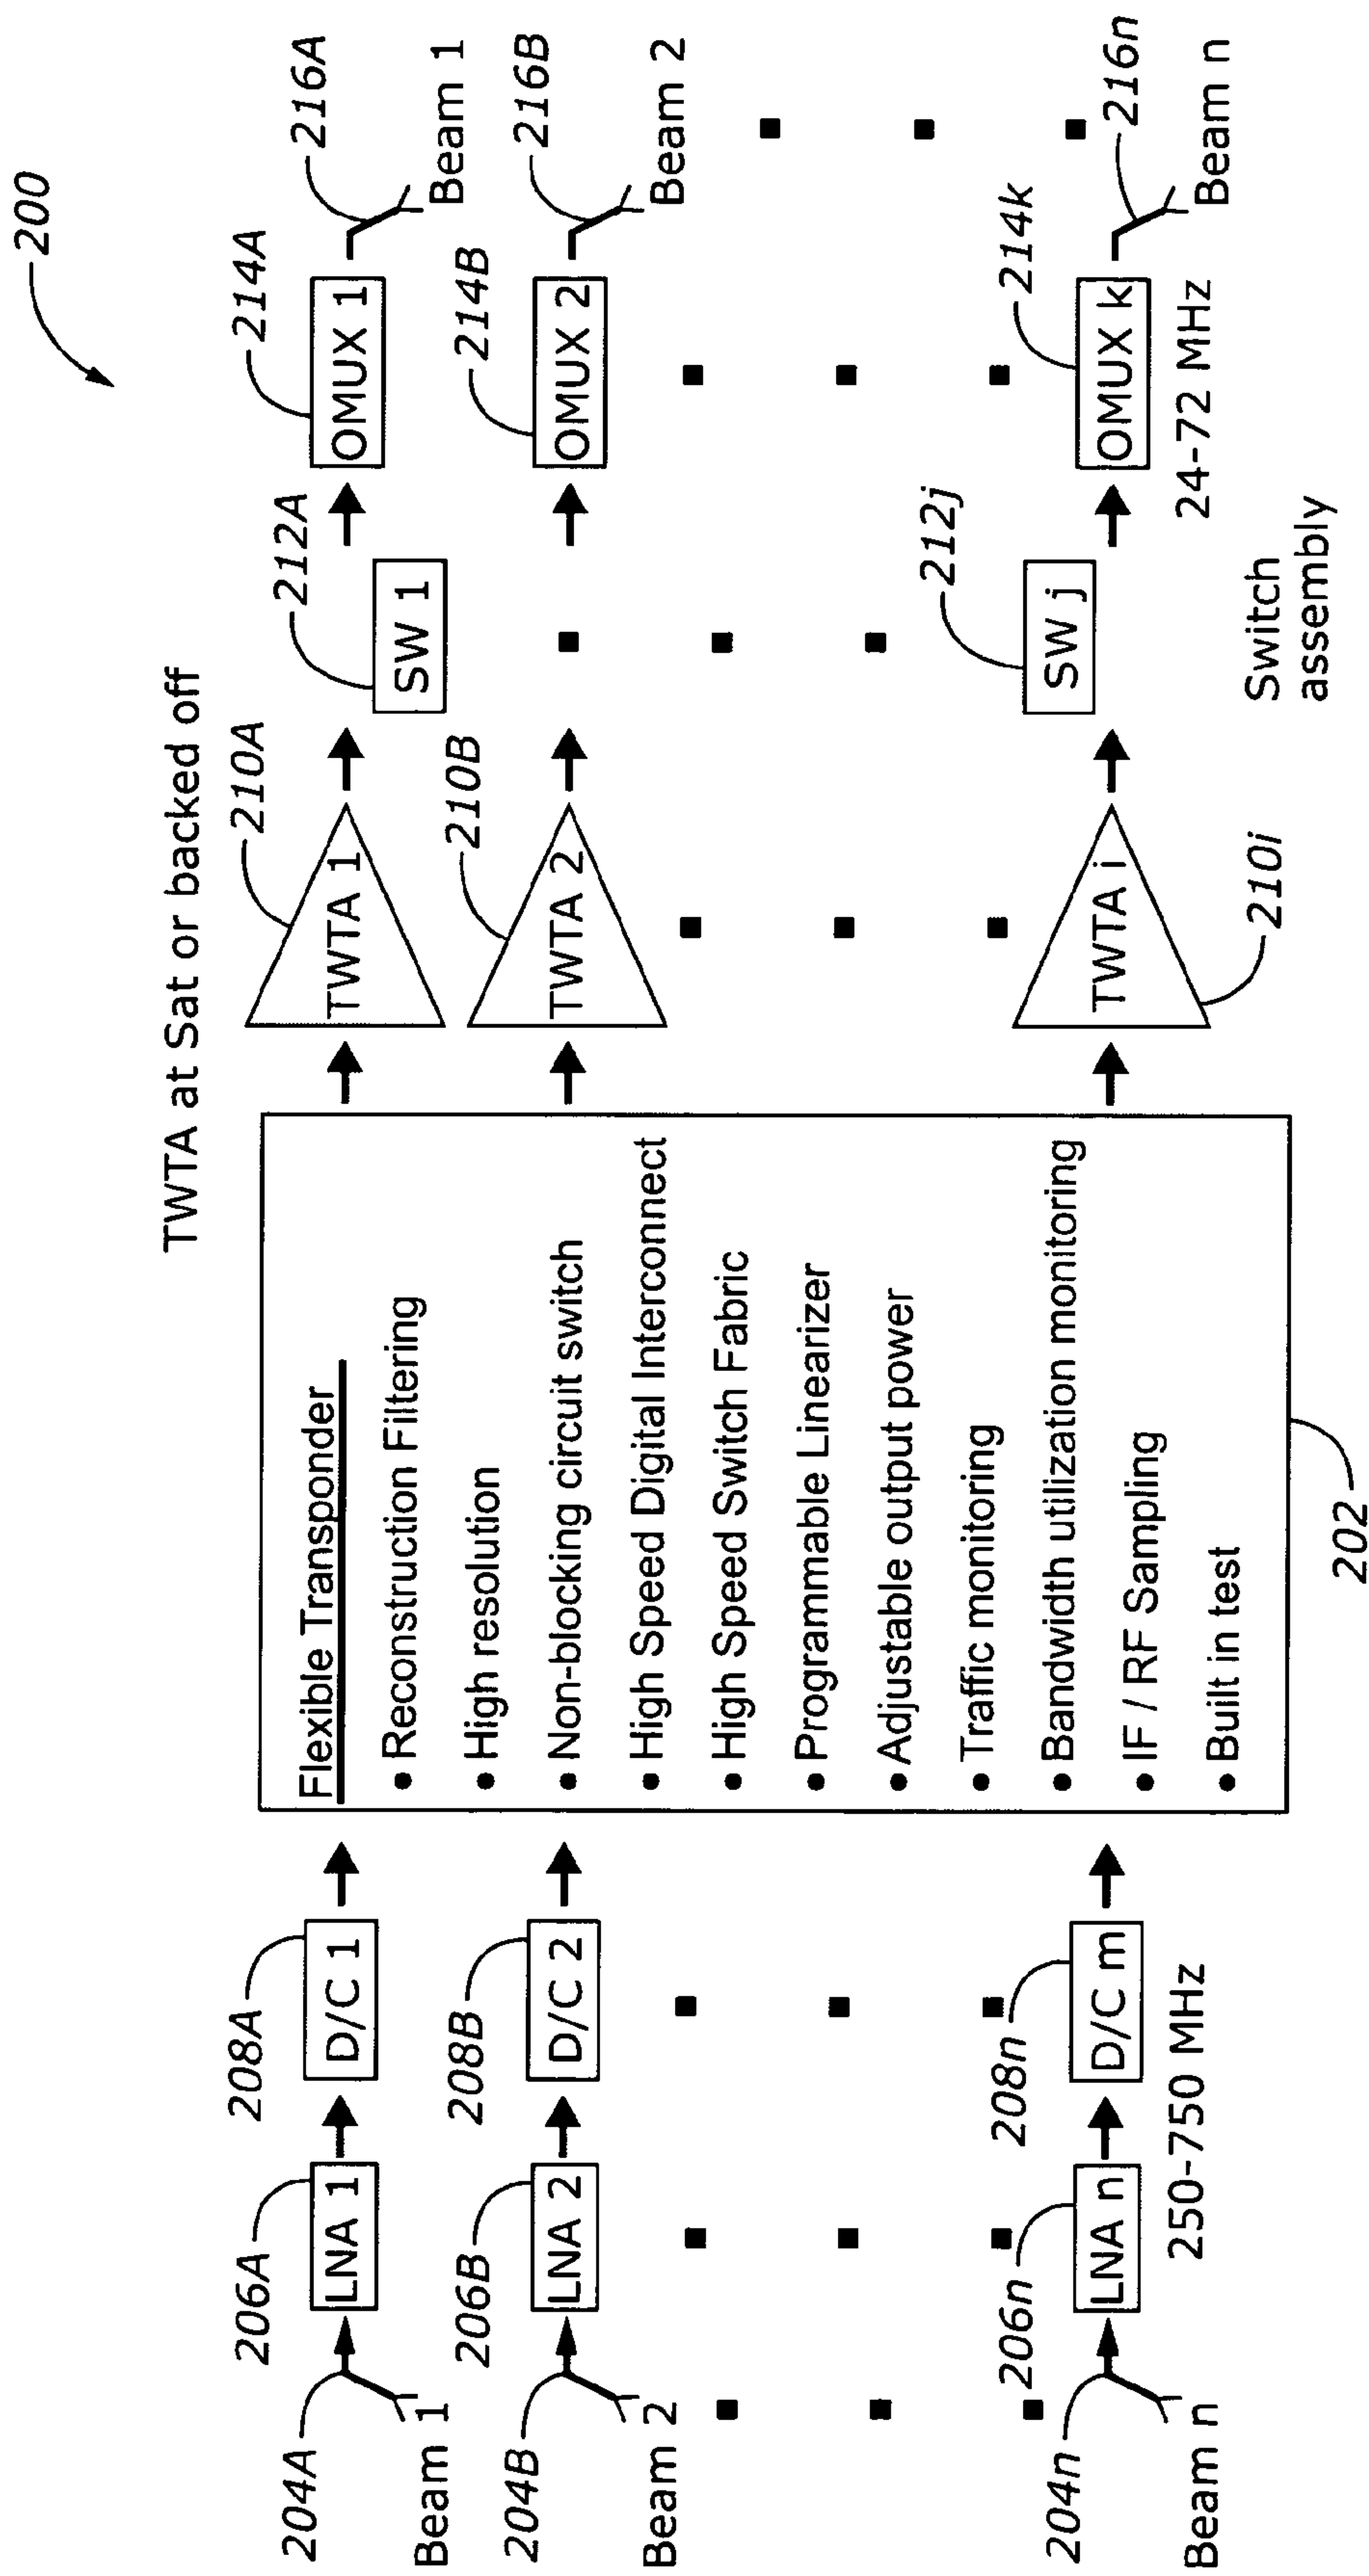 200
TWTA at Sat or backed off
204A
206A
208A
210A
212A
214A
216A
LNA 1
D/C 1
TWTA 1
SW 1
OMUX 1
Beam 1
Beam 1
204B
206B
208B
210B
214B
216B
LNA 2
D/C 2
TWTA 2
OMUX 2
Beam 2
Beam 2
Flexible Transponder
• Reconstruction Filtering
• High resolution
• Non-blocking circuit switch
• High Speed Digital Interconnect
• High Speed Switch Fabric
• Programmable Linearizer
• Adjustable output power
• Traffic monitoring
• Bandwidth utilization monitoring
• IF / RF Sampling
• Built in test
202
204n
206n
208n
210i
212j
214k
216n
LNA n
D/C m
TWTA i
SW j
OMUX k
Beam n
Beam n
250-750 MHz
24-72 MHz
Switch
assembly